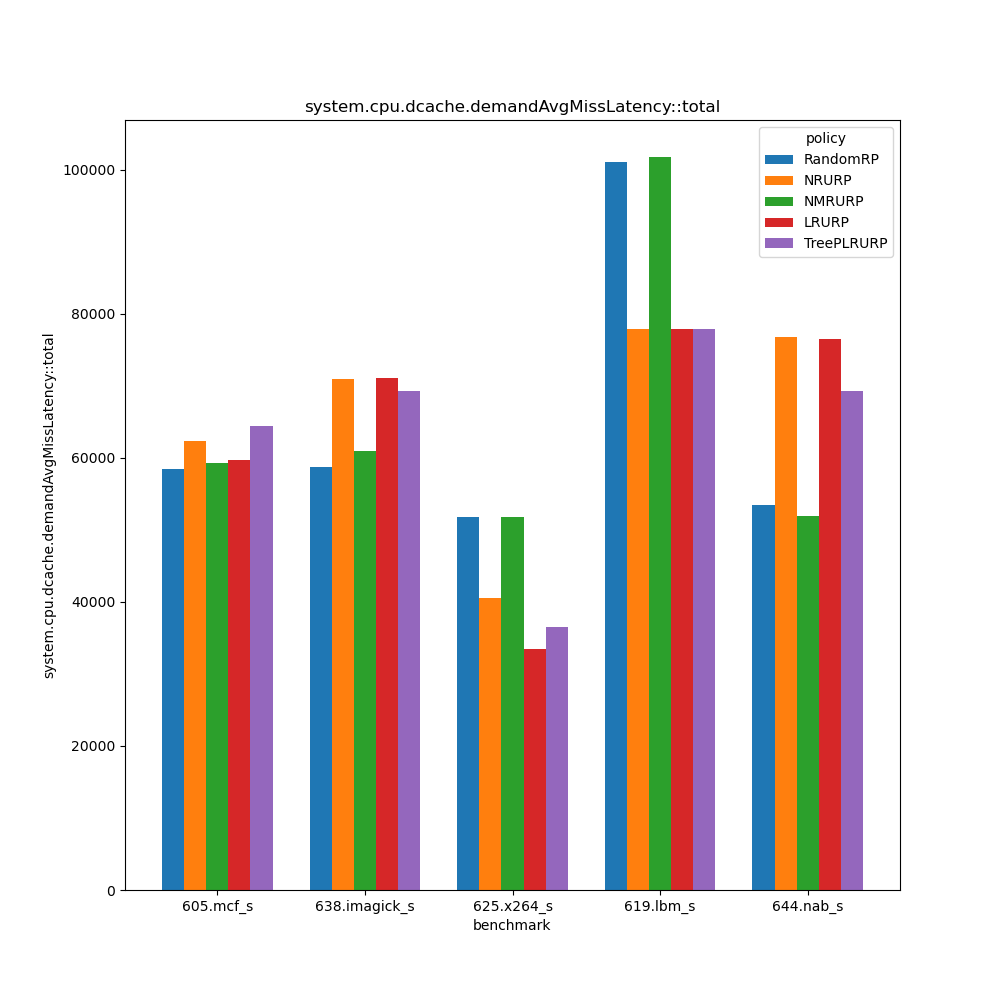 system.cpu.dcache.demandAvgMissLatency::total
policy
RandomRP
NRURP
NMRURP
LRURP
TreePLRURP
system.cpu.dcache.demandAvgMissLatency::total
100000
80000
60000
40000
20000
0
605.mcf_s
638.imagick_s
625.x264_s
619.lbm_s
644.nab_s
benchmark